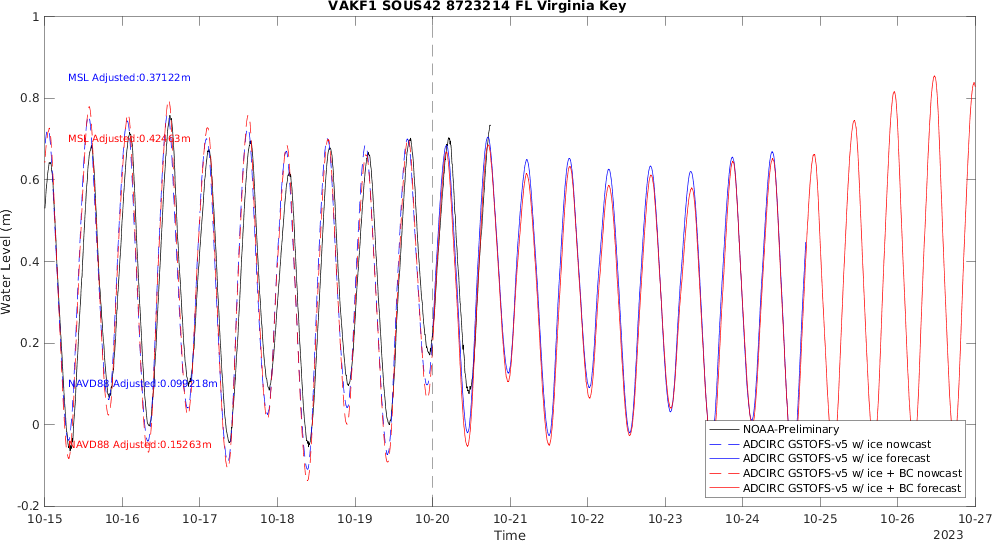 VAKF1 SOUS42 8723214 FL Virginia Key
1
0.8
0.6
0.4
0.2
0
-0.2
Water Level (m)
MSL Adjusted:0.37122m
MSL Adjusted:0.42463m
NAVD88 Adjusted:0.099218m
NAVD88 Adjusted:0.15263m
NOAA-Preliminary
ADCIRC GSTOFS-v5 w/ ice nowcast
ADCIRC GSTOFS-v5 w/ ice forecast
ADCIRC GSTOFS-v5 w/ ice + BC nowcast
ADCIRC GSTOFS-v5 w/ ice + BC forecast
10-15 10-16 10-17 10-18 10-19 10-20 10-21 10-22 10-23 10-24 10-25 10-26 10-27
Time
2023